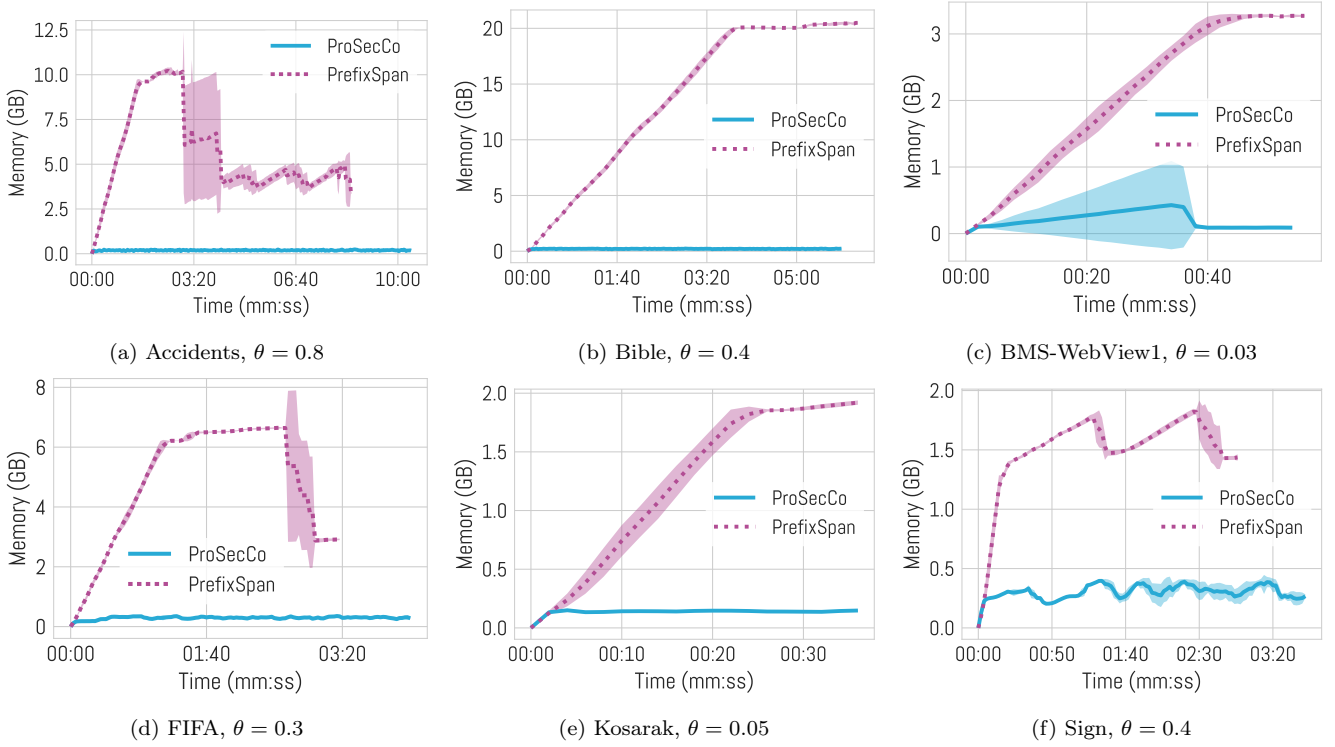 12.5
10.0
7.5
5.0
2.5
0.0
Memory (GB)
ProSecCo
PrefixSpan
00:00 03:20 06:40 10:00
Time (mm:ss)
(a) Accidents, θ = 0.8
20
15
10
5
0
Memory (GB)
ProSecCo
PrefixSpan
00:00 01:40 03:20 05:00
Time (mm:ss)
(b) Bible, θ = 0.4
3
2
1
0
Memory (GB)
ProSecCo
PrefixSpan
00:00 00:20 00:40
Time (mm:ss)
(c) BMS-WebView1, θ = 0.03
8
6
4
2
0
Memory (GB)
ProSecCo
PrefixSpan
00:00 01:40 03:20
Time (mm:ss)
(d) FIFA, θ = 0.3
2.0
1.5
1.0
0.5
0.0
Memory (GB)
ProSecCo
PrefixSpan
00:00 00:10 00:20 00:30
Time (mm:ss)
(e) Kosarak, θ = 0.05
2.0
1.5
1.0
0.5
0.0
Memory (GB)
ProSecCo
PrefixSpan
00:00 00:50 01:40 02:30 03:20
Time (mm:ss)
(f) Sign, θ = 0.4